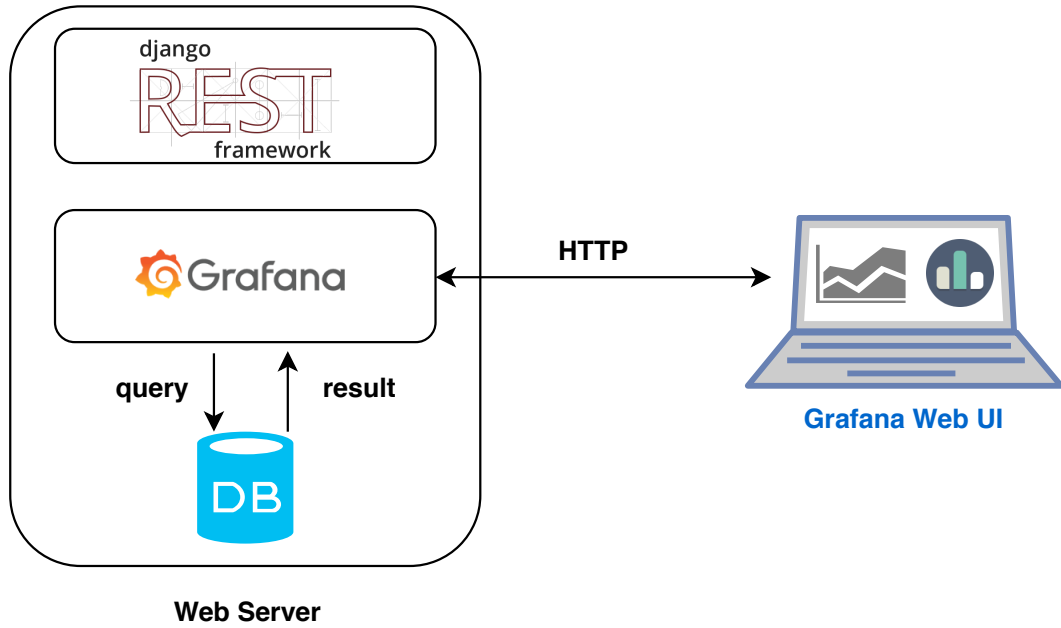 django
REST
framework
Grafana
HTTP
query
result
DB
Grafana Web UI
Web Server